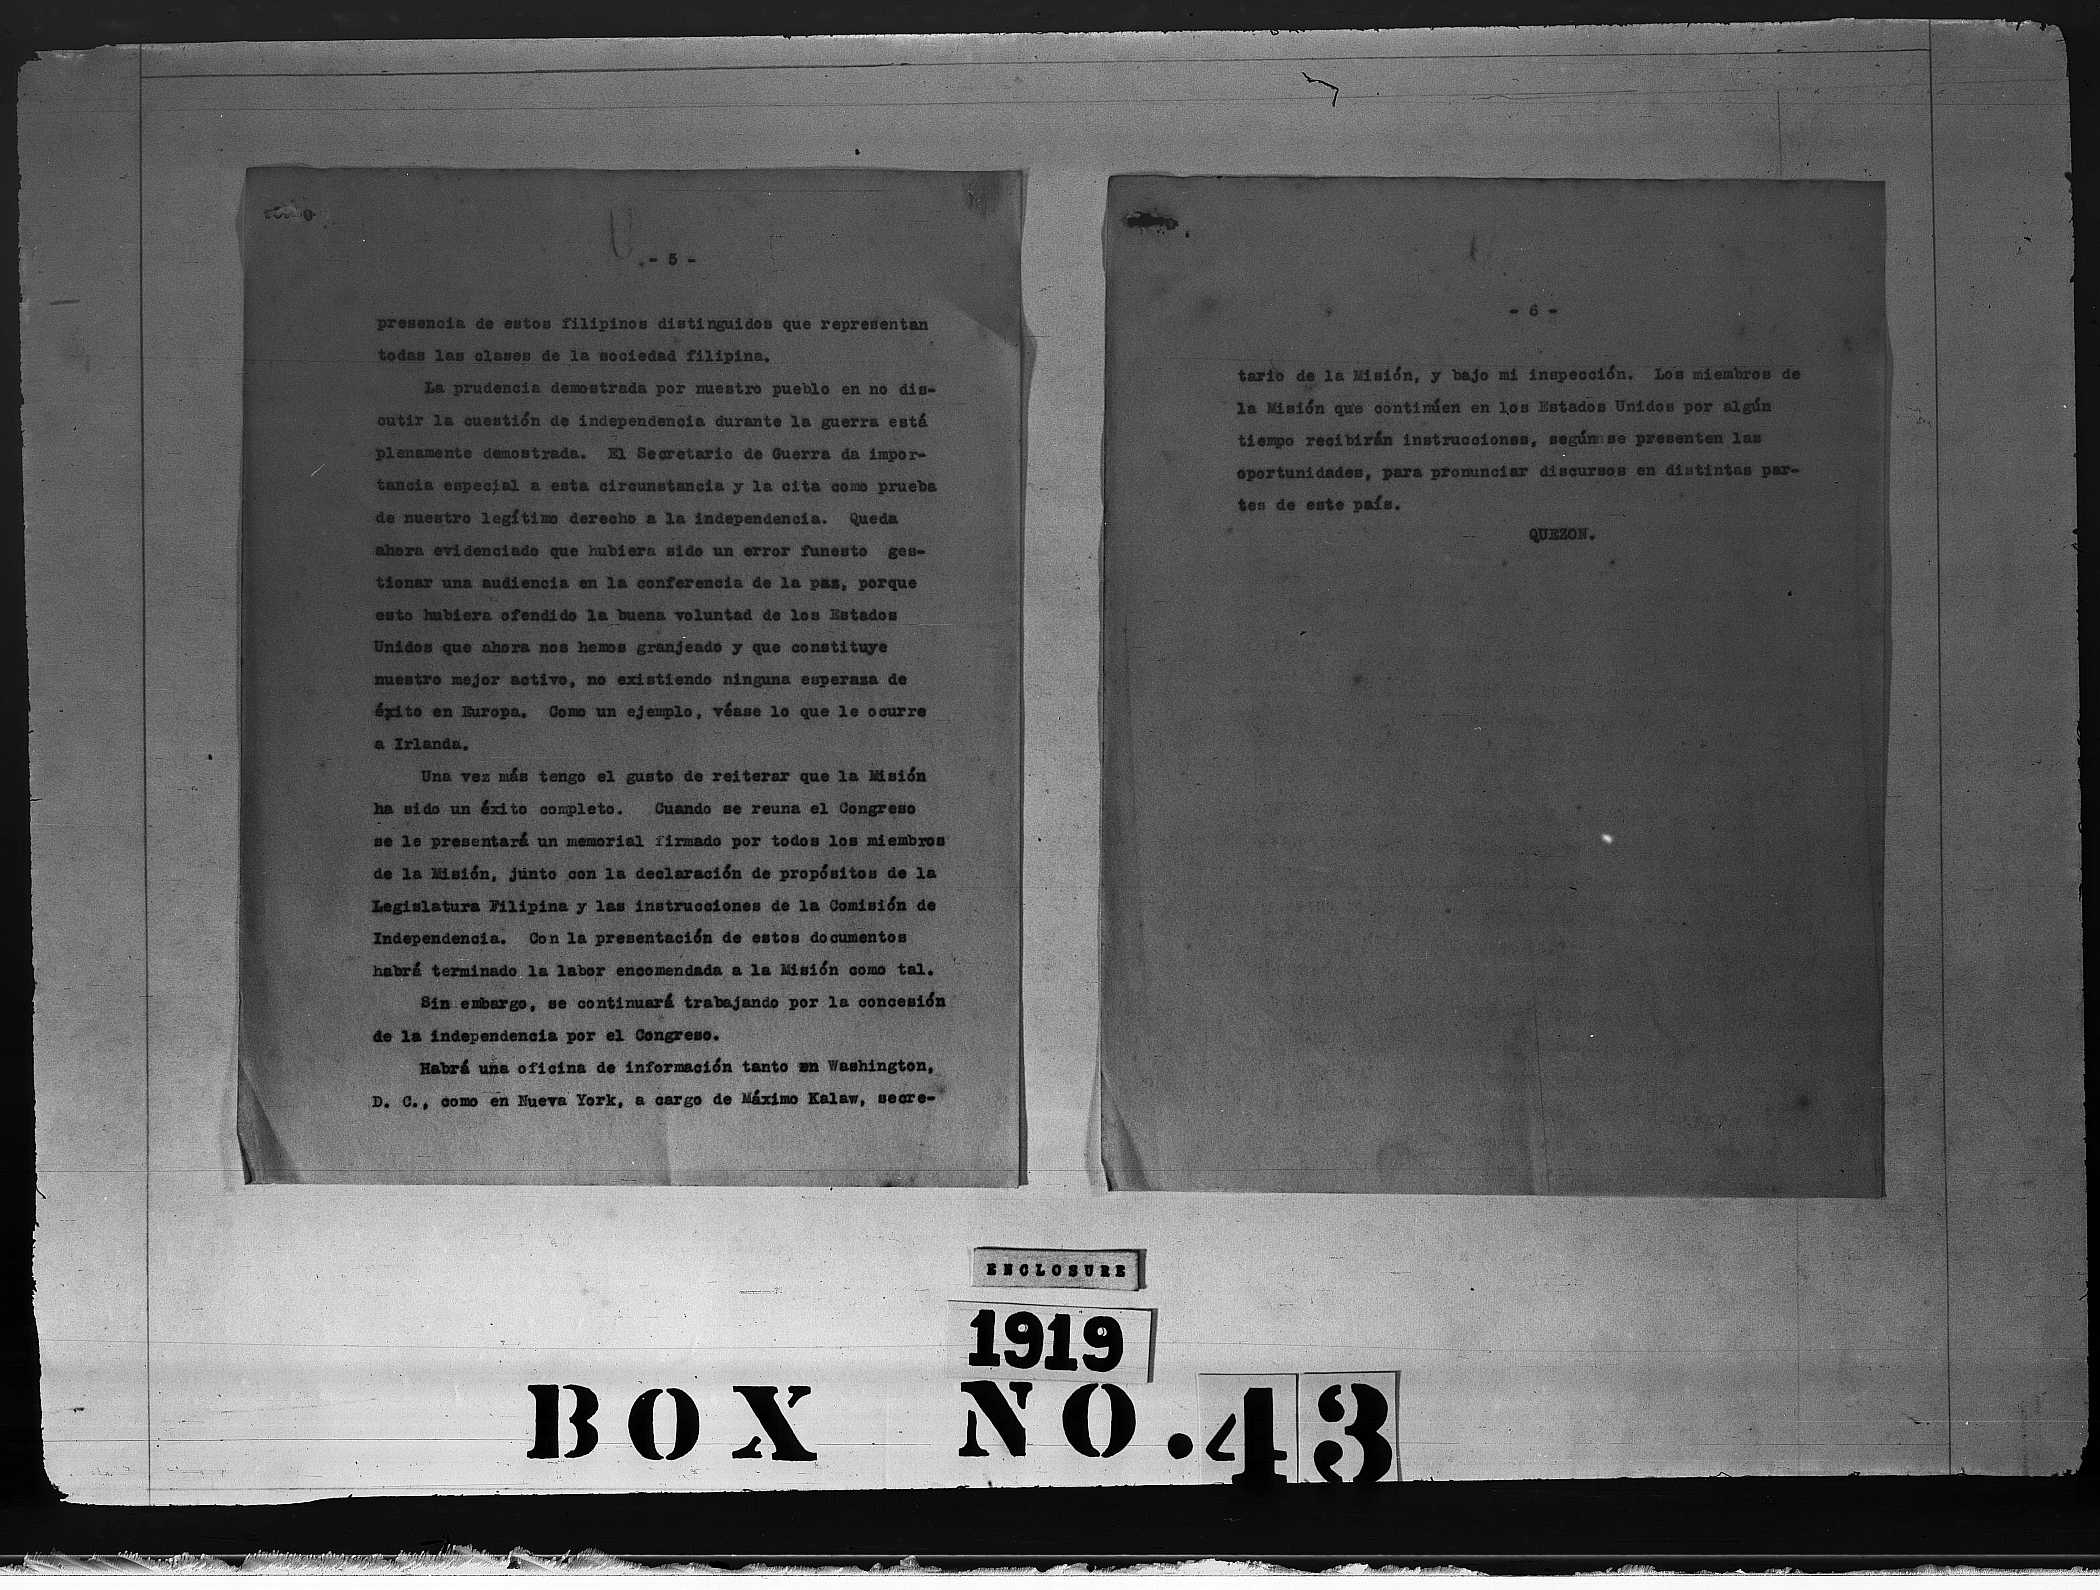 - 5 -
presencia de estos filipinos distinguidos que representan
todas las clases de la sociedad filipina.
La prudencia demostrada por nuestro pueblo en no dis-
cutir la cuestión de independencia durante la guerra está
plenamente demostrada. El Secretario de Guerra da impor-
tancia especial a esta circunstancia y la cita como prueba
de nuestro legítimo derecho a la independencia. Queda
ahora evidenciado que hubiera sido un error funesto ges-
tionar una audiencia en la conferencia de la paz, porque
esto hubiera ofendido la buena voluntad de los Estados
Unidos que ahora nos hemos granjeado y que constituye
nuestro mejor activo, no existiendo ninguna esperaza de
éxito en Europa. Como un ejemplo, véase lo que le ocurre
a Irlanda.
Una vez más tengo el gusto de reiterar que la Misión
ha sido un éxito completo. Cuando se reuna el Congreso
se le presentará un memorial firmado por todos los miembros
de la Misión, junto con la declaración de propósitos de la
Legislatura Filipina y las instrucciones de la Comisión de
Independencia. Con la presentación de estos documentos
habrá terminado la labor encomendada a la Misión como tal.
Sin embargo, se continuará trabajando por la concesión
de la independencia por el Congreso.
Habrá una oficina de información tanto en Washington,
D. C., como en Nueva York, a cargo de Máximo Kalaw, secre-
- 6 -
tario de la Misión, y bajo mi inspección. Los miembros de
la Misión que continúen en los Estados Unidos por algún
tiempo recibirán instrucciones, según se presenten las
oportunidades, para pronunciar discursos en distintas par-
tes de este país.
QUEZON.
ENCLOSURE
1919
BOX NO. 43